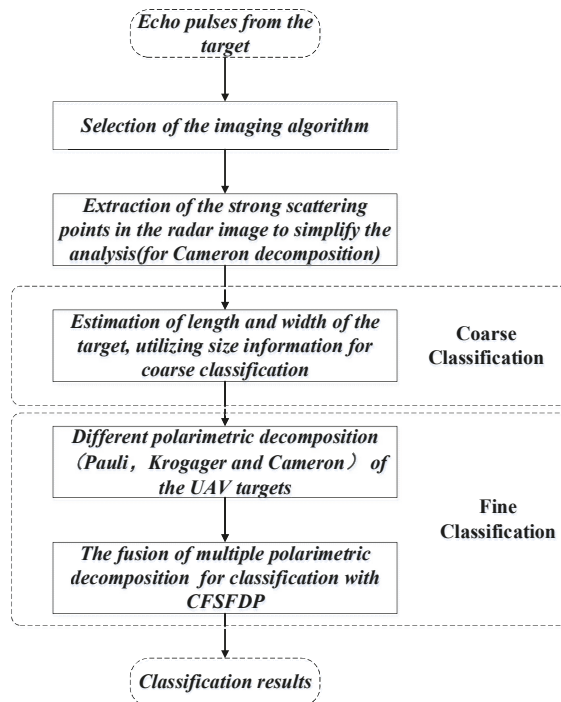 Echo pulses from the
target
Selection of the imaging algorithm
Extraction of the strong scattering
points in the radar image to simplify the
analysis(for Cameron decomposition)
Estimation of length and width of the
target, utilizing size information for
coarse classification
Coarse
Classification
Different polarimetric decomposition
（Pauli，Krogager and Cameron） of
the UAV targets
Fine
Classification
The fusion of multiple polarimetric
decomposition for classification with
CFSFDP
Classification results